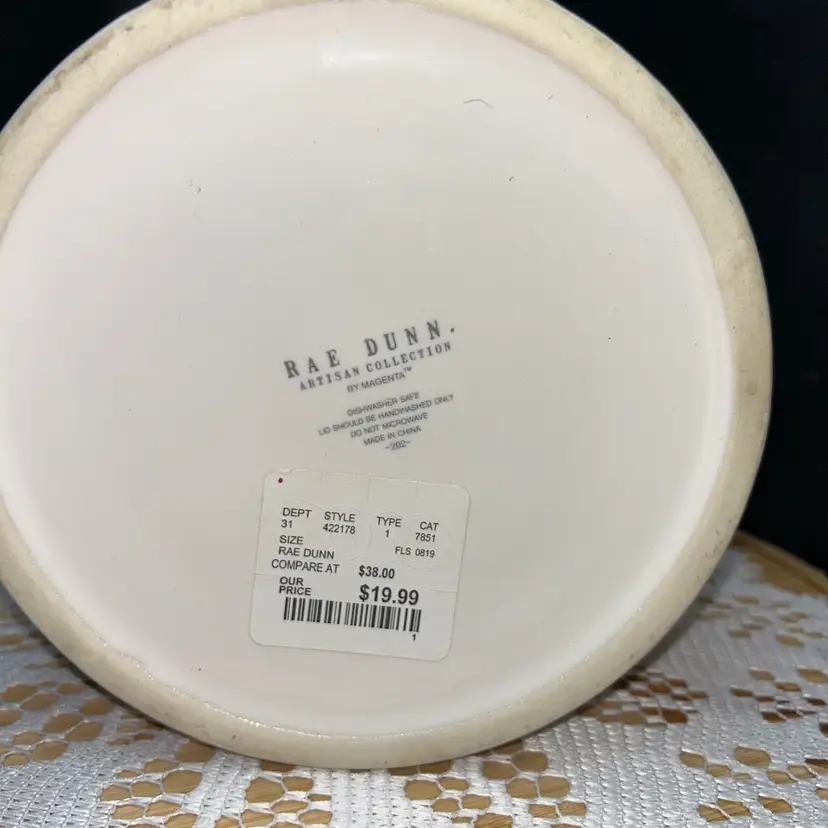 RAE DUNN.
ARTISAN COLLECTION
BY MAGENTA™
DISHWASHER SAFE
LID SHOULD BE HANDWASHED ONLY
DO NOT MICROWAVE
MADE IN CHINA
~202~
DEPT STYLE TYPE CAT
31 422178 1 7851
SIZE
RAE DUNN FLS 0819
COMPARE AT $38.00
OUR PRICE $19.99
1